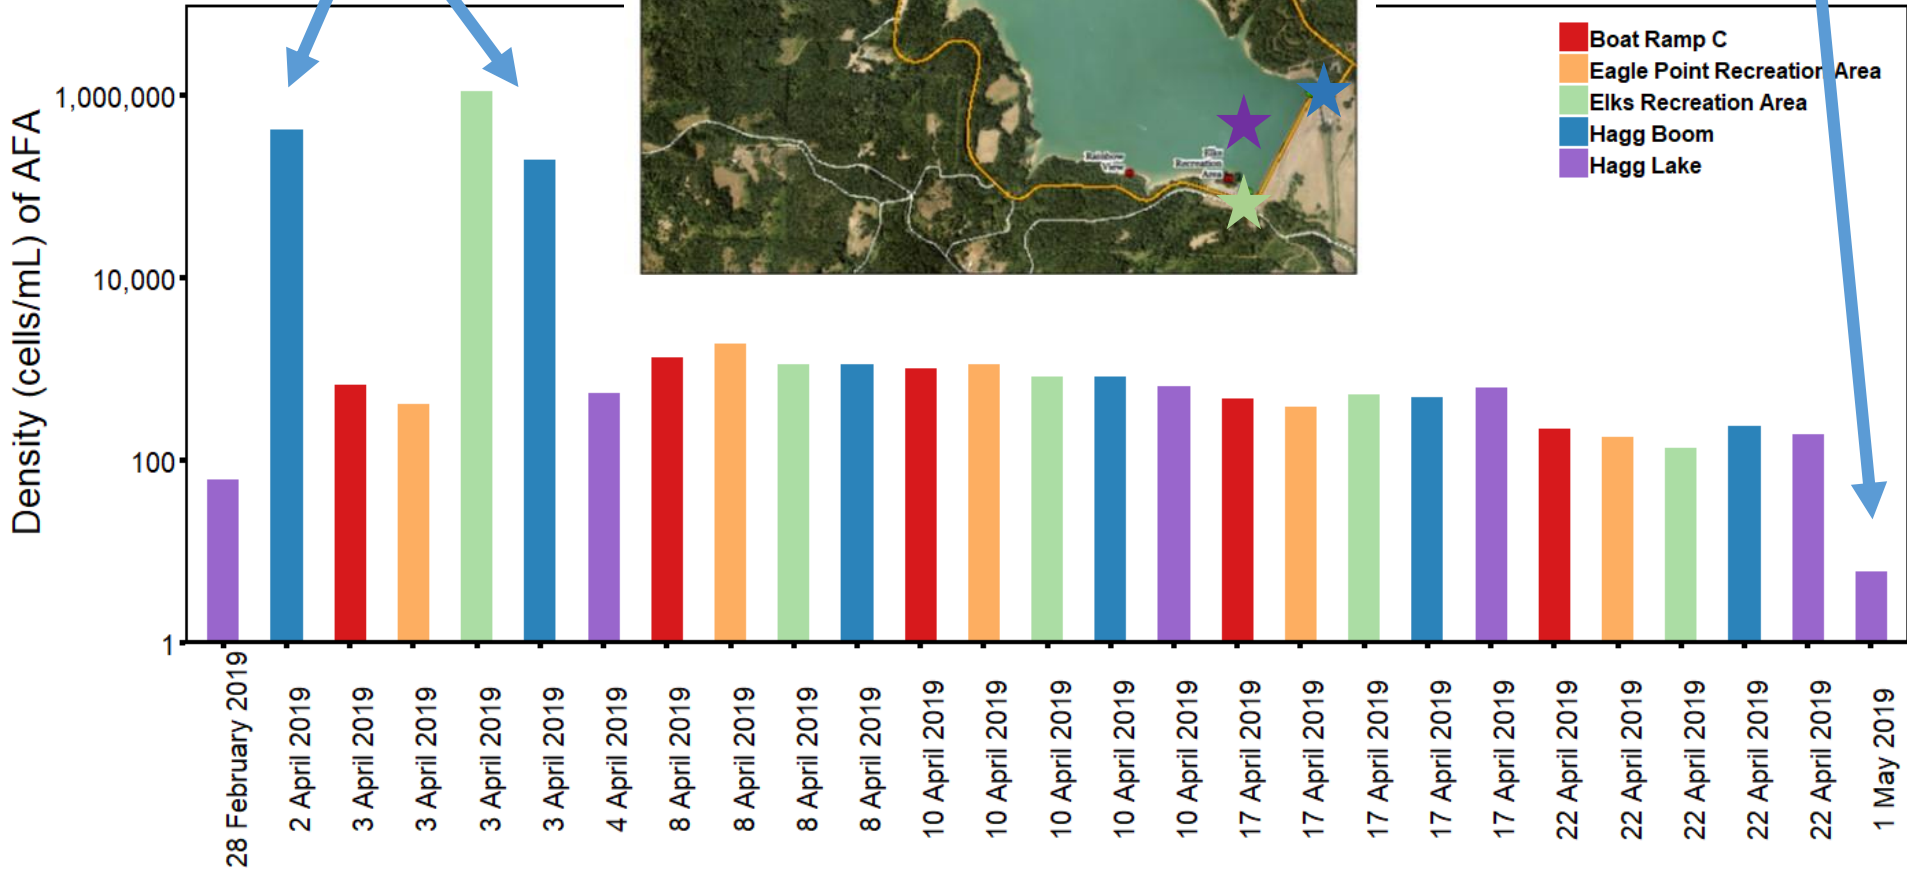 Density (cells/mL) of AFA
1,000,000
10,000
100
1
Boat Ramp C
Eagle Point Recreation Area
Elks Recreation Area
Hagg Boom
Hagg Lake
Rainbow
View
Elks
Recreation
Area
28 February 2019
2 April 2019
3 April 2019
3 April 2019
3 April 2019
3 April 2019
4 April 2019
8 April 2019
8 April 2019
8 April 2019
8 April 2019
10 April 2019
10 April 2019
10 April 2019
10 April 2019
10 April 2019
17 April 2019
17 April 2019
17 April 2019
17 April 2019
17 April 2019
22 April 2019
22 April 2019
22 April 2019
22 April 2019
22 April 2019
1 May 2019